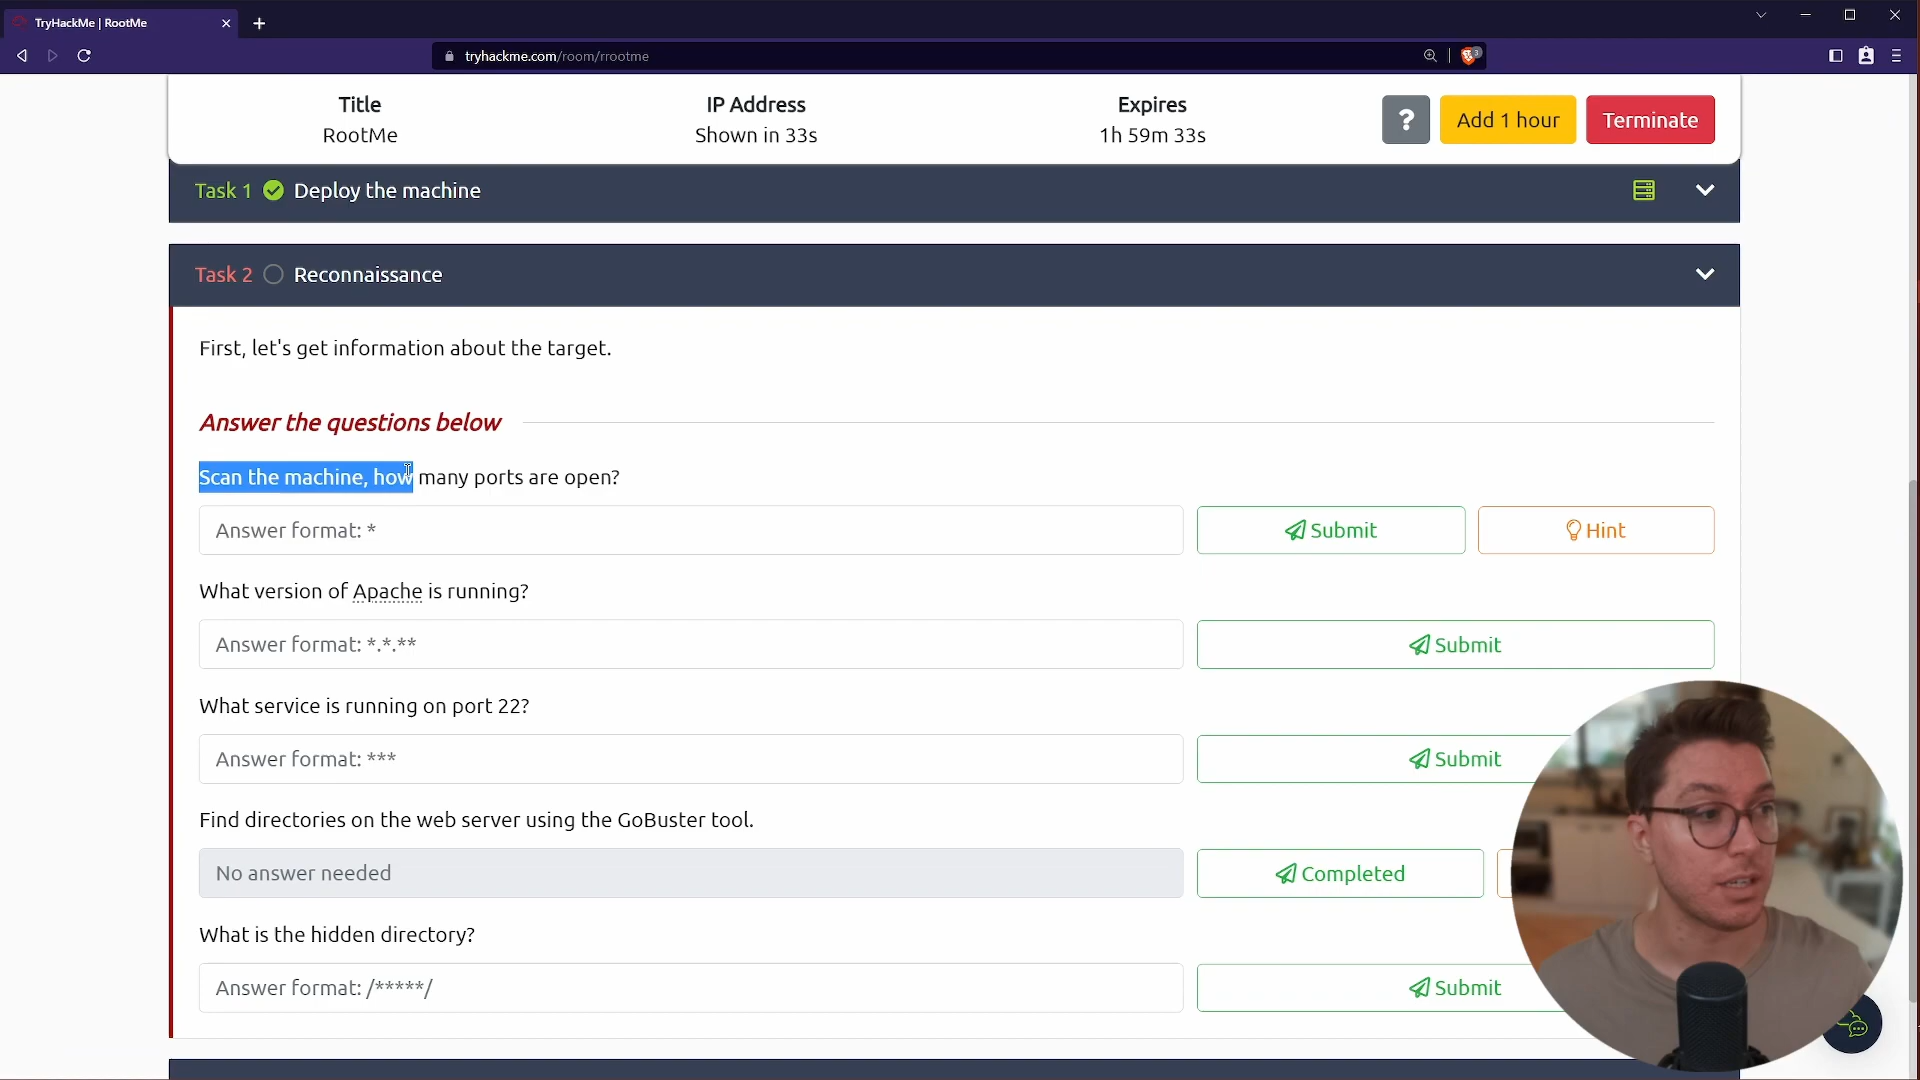 TryHackMe | RootMe
tryhackme.com/room/rrootme
3
Title
RootMe
IP Address
Shown in 33s
Expires
1h 59m 33s
?
Add 1 hour
Terminate
Task 1
Deploy the machine
Task 2
Reconnaissance
First, let's get information about the target.
Answer the questions below
Scan the machine, how many ports are open?
Answer format: *
Submit
Hint
What version of Apache is running?
Answer format: *.*.**
Submit
What service is running on port 22?
Answer format: ***
Submit
Find directories on the web server using the GoBuster tool.
No answer needed
Completed
What is the hidden directory?
Answer format: /*****/
Submit